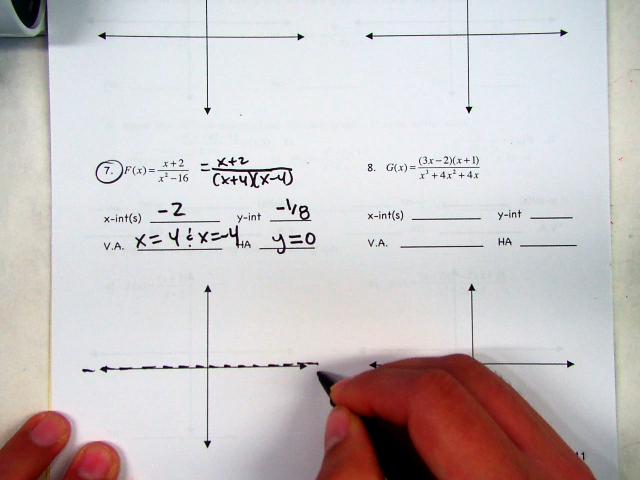 7. F(x) = (x+2)/(x²−16) = (x+2)/((x+4)(x−4))
x-int(s) −2 y-int −1/8
V.A. x = 4 & x = −4 HA y = 0
8. G(x) = ((3x−2)(x+1))/(x³+4x²+4x)
x-int(s) y-int
V.A. HA